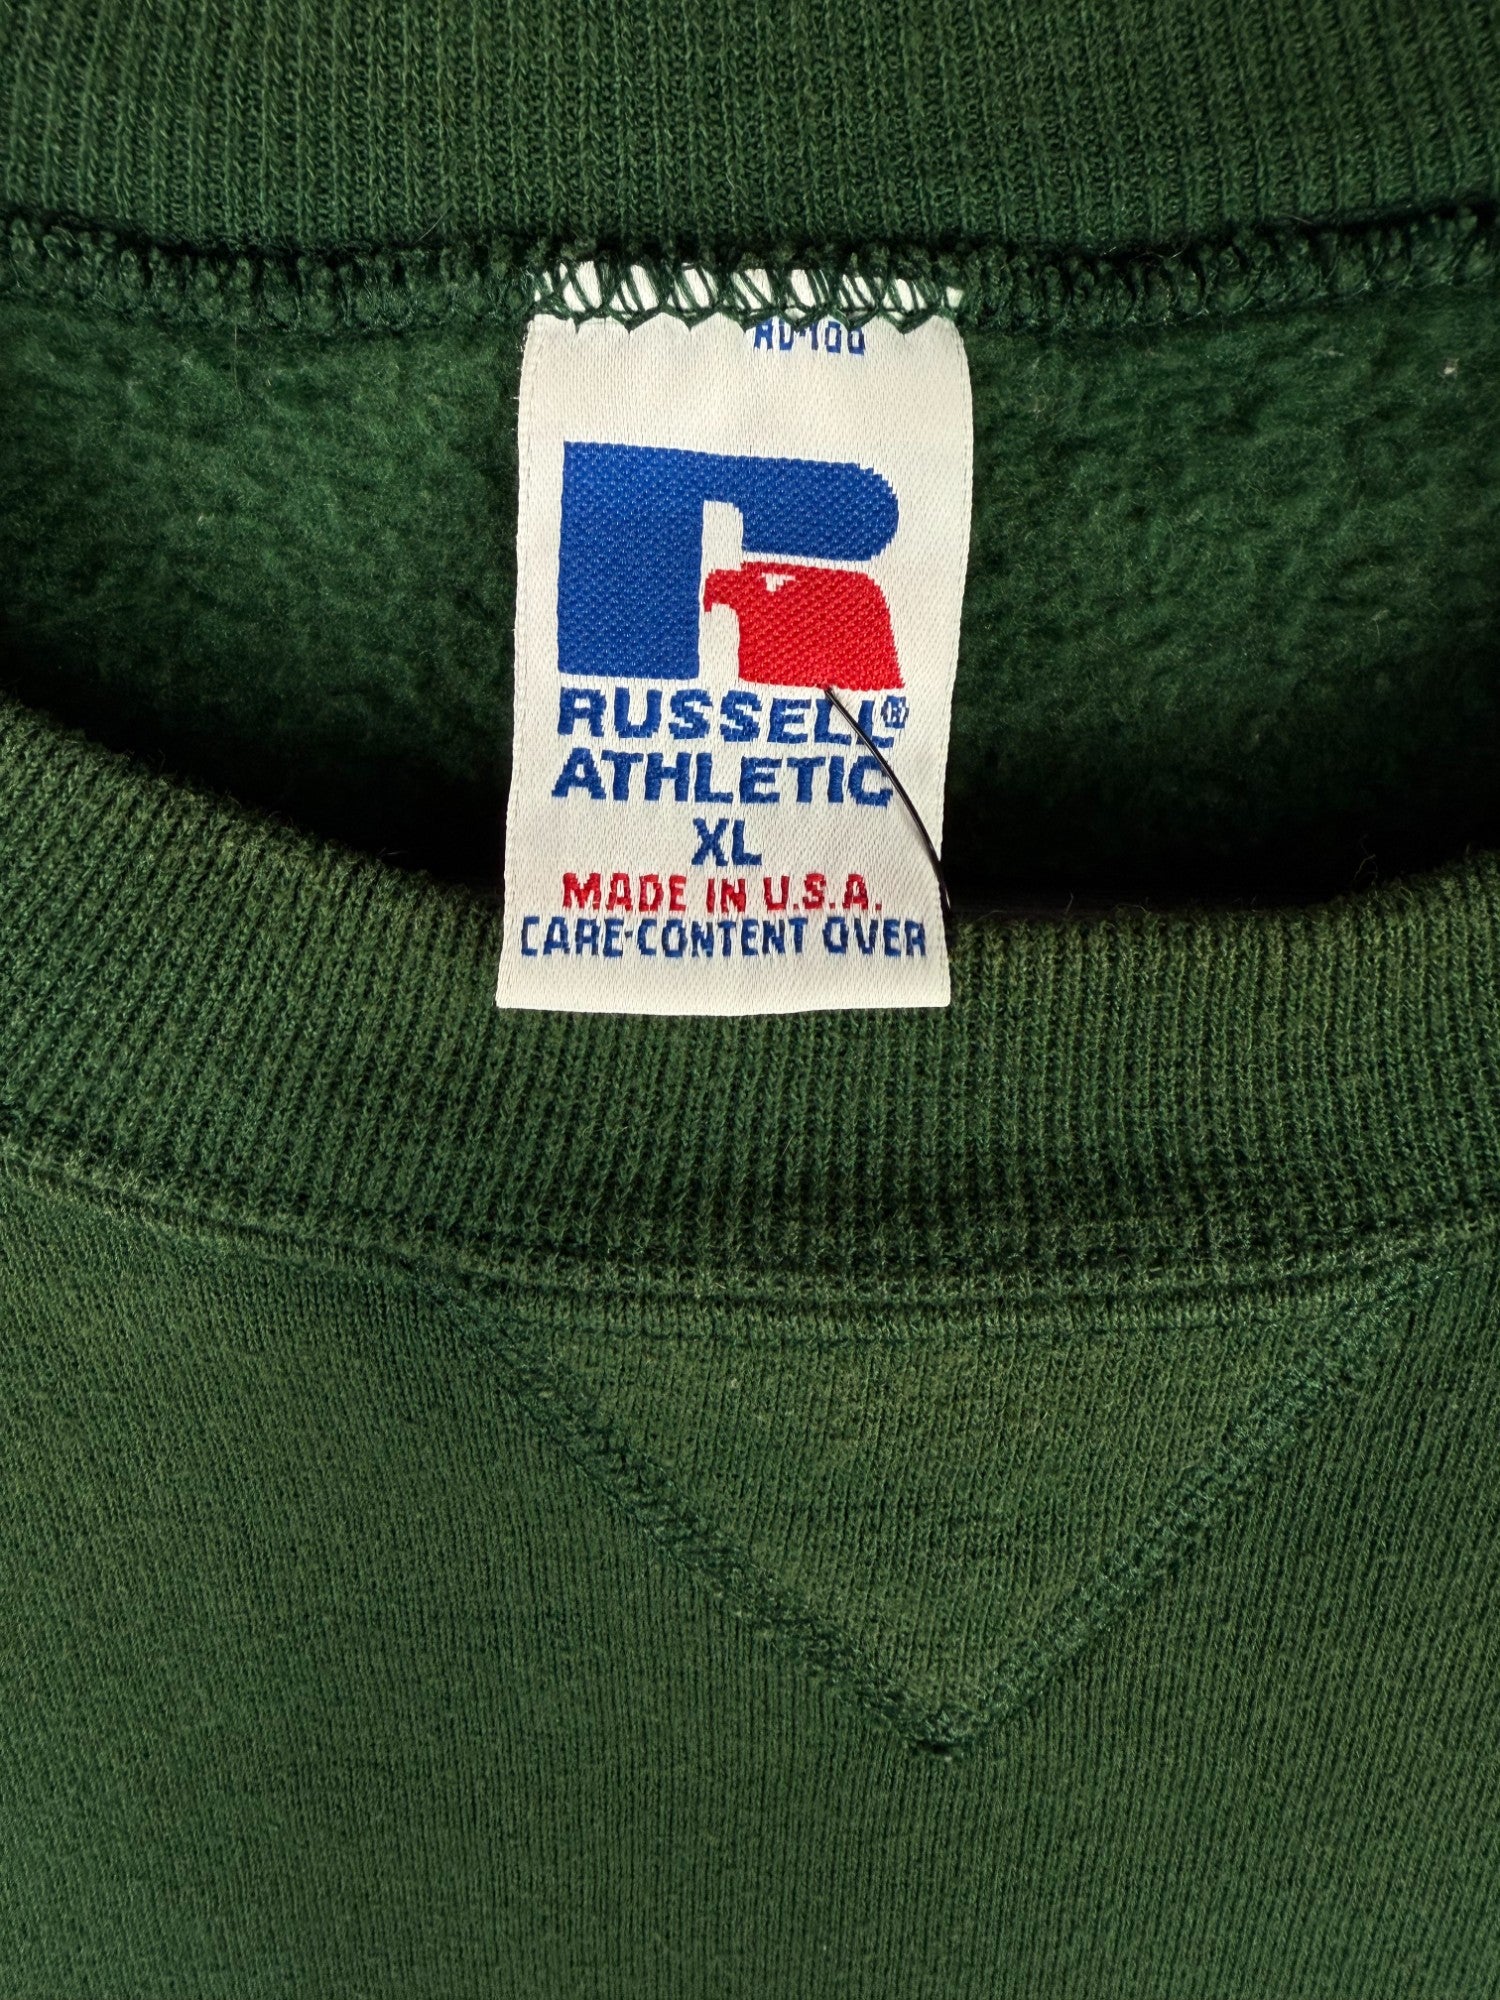 RUSSELL®
ATHLETIC
XL
MADE IN U.S.A.
CARE-CONTENT OVER